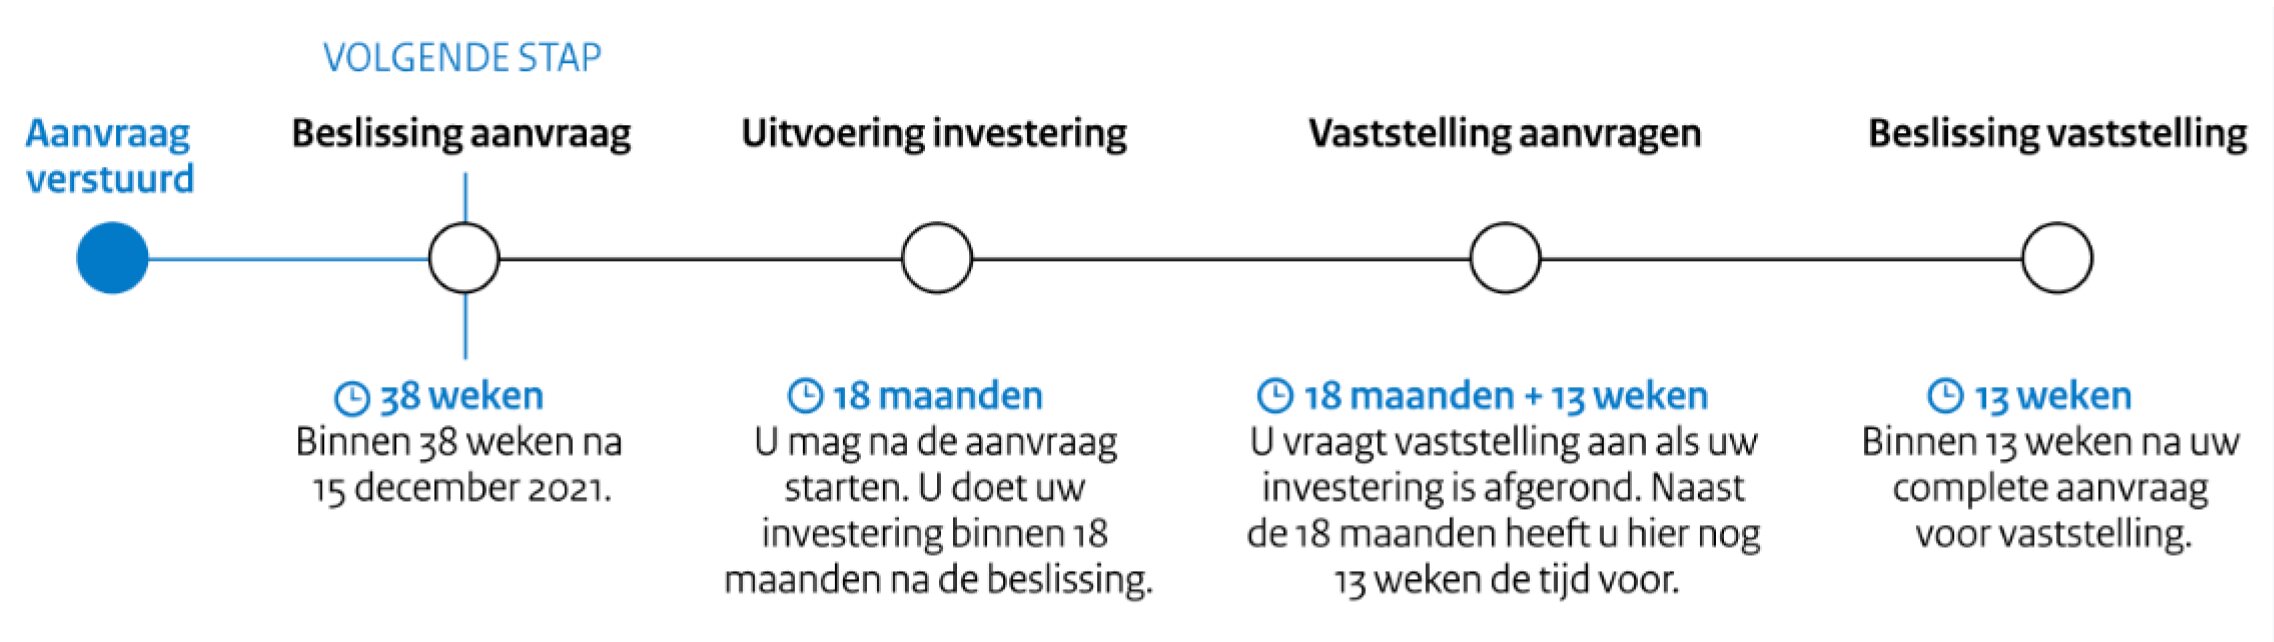 VOLGENDE STAP
Aanvraag
verstuurd
Beslissing aanvraag
38 weken
Binnen 38 weken na
15 december 2021.
Uitvoering investering
18 maanden
U mag na de aanvraag
starten. U doet uw
investering binnen 18
maanden na de beslissing.
Vaststelling aanvragen
18 maanden + 13 weken
U vraagt vaststelling aan als uw
investering is afgerond. Naast
de 18 maanden heeft u hier nog
13 weken de tijd voor.
Beslissing vaststelling
13 weken
Binnen 13 weken na uw
complete aanvraag
voor vaststelling.